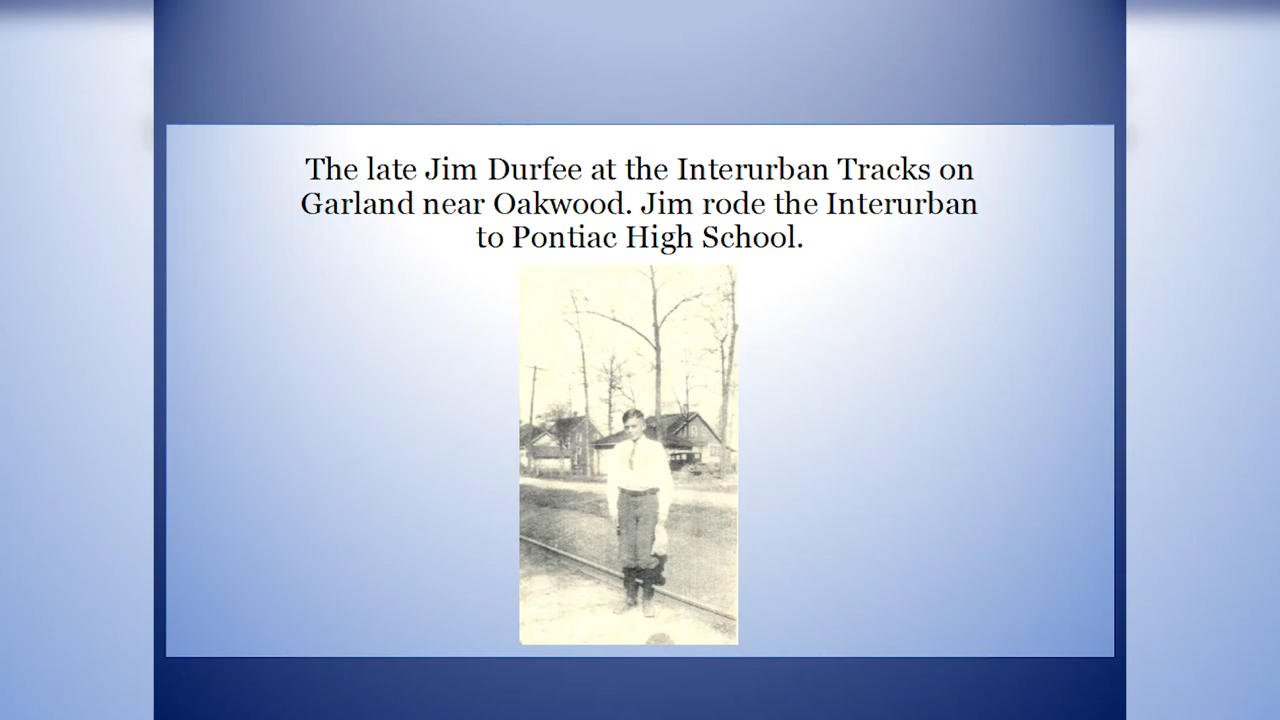 The late Jim Durfee at the Interurban Tracks on
Garland near Oakwood. Jim rode the Interurban
to Pontiac High School.